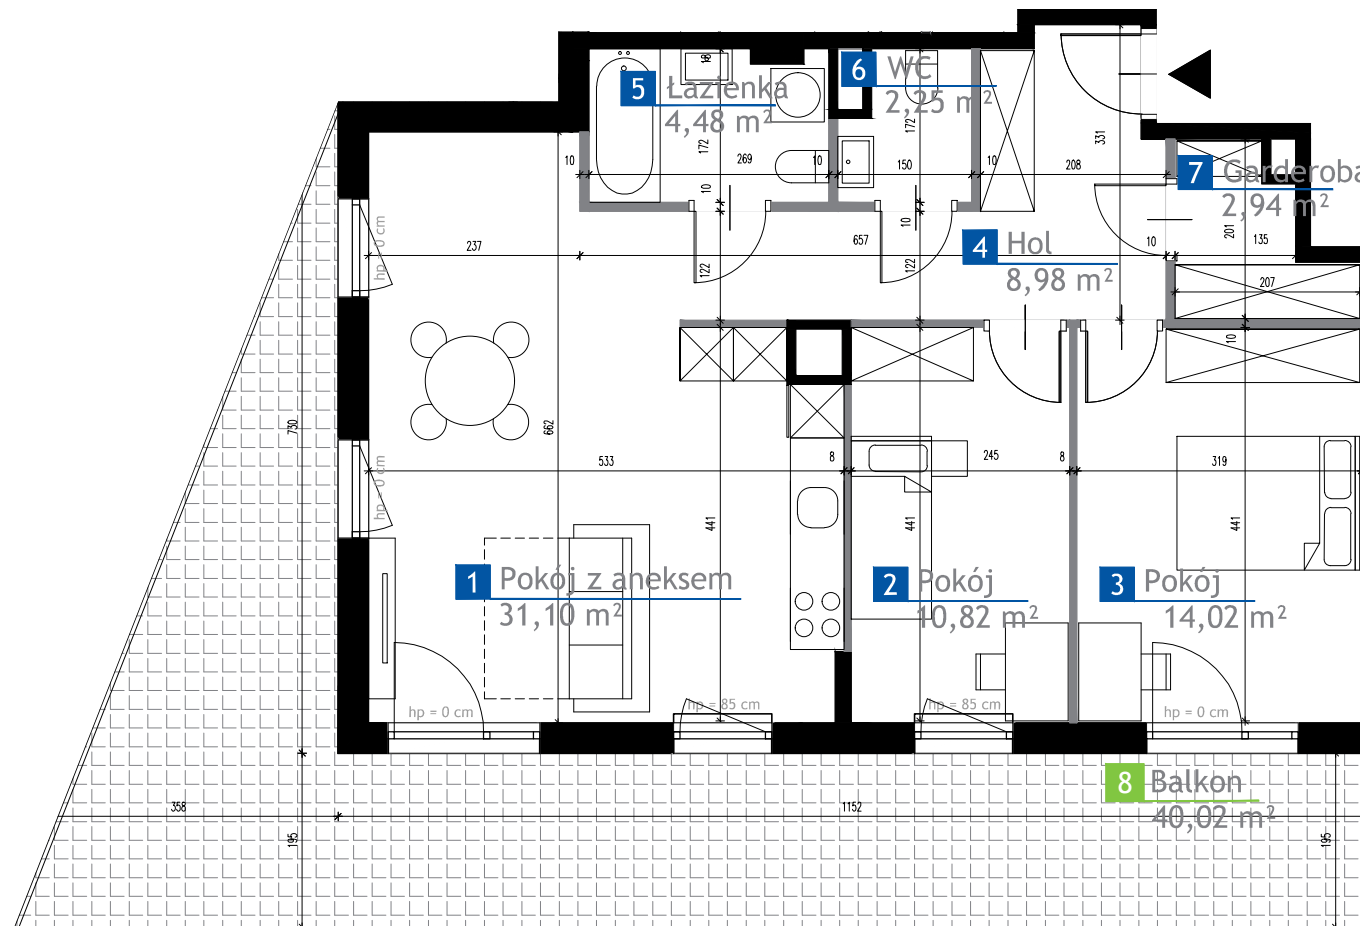 5 Łazienka
4,48 m²
6 WC
2,25 m²
7 Garderoba
2,94 m²
4 Hol
8,98 m²
1 Pokój z aneksem
31,10 m²
2 Pokój
10,82 m²
3 Pokój
14,02 m²
8 Balkon
40,02 m²
18
172
269
10
10
10
172
150
10
10
208
331
201
135
10
207
10
237
657
122
122
hp = 0 cm
hp = 0 cm
730
662
533
8
441
245
8
441
319
441
hp = 0 cm
hp = 85 cm
hp = 85 cm
hp = 0 cm
358
1152
195
195